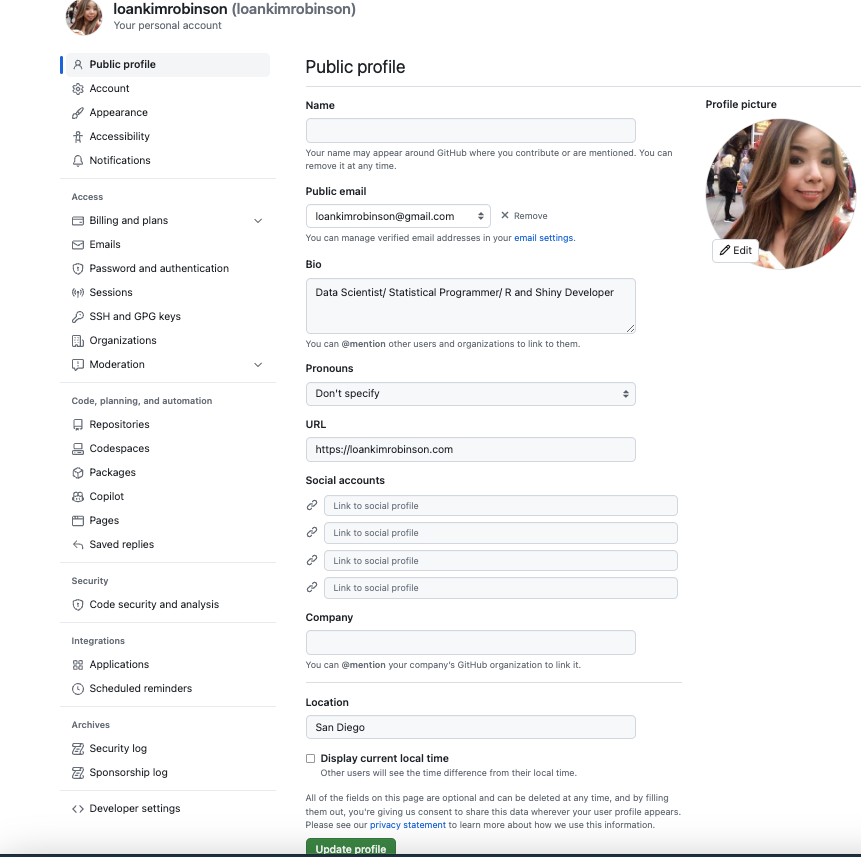 loankimrobinson (loankimrobinson)
Your personal account
Public profile
Account
Appearance
Accessibility
Notifications
Access
Billing and plans
Emails
Password and authentication
Sessions
SSH and GPG keys
Organizations
Moderation
Code, planning, and automation
Repositories
Codespaces
Packages
Copilot
Pages
Saved replies
Security
Code security and analysis
Integrations
Applications
Scheduled reminders
Archives
Security log
Sponsorship log
Developer settings
Public profile
Name
Your name may appear around GitHub where you contribute or are mentioned. You can
remove it at any time.
Public email
loankimrobinson@gmail.com
Remove
You can manage verified email addresses in your email settings.
Bio
Data Scientist/ Statistical Programmer/ R and Shiny Developer
You can @mention other users and organizations to link to them.
Pronouns
Don't specify
URL
https://loankimrobinson.com
Social accounts
Link to social profile
Link to social profile
Link to social profile
Link to social profile
Company
You can @mention your company's GitHub organization to link it.
Location
San Diego
Display current local time
Other users will see the time difference from their local time.
All of the fields on this page are optional and can be deleted at any time, and by filling
them out, you're giving us consent to share this data wherever your user profile appears.
Please see our privacy statement to learn more about how we use this information.
Update profile
Profile picture
Edit